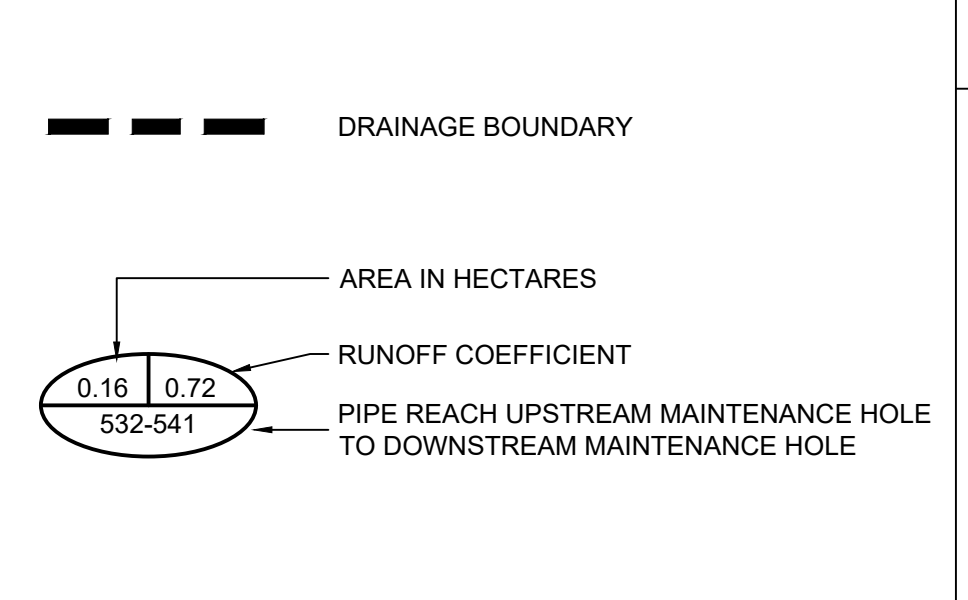 DRAINAGE BOUNDARY
AREA IN HECTARES
RUNOFF COEFFICIENT
0.16 0.72
532-541
PIPE REACH UPSTREAM MAINTENANCE HOLE
TO DOWNSTREAM MAINTENANCE HOLE